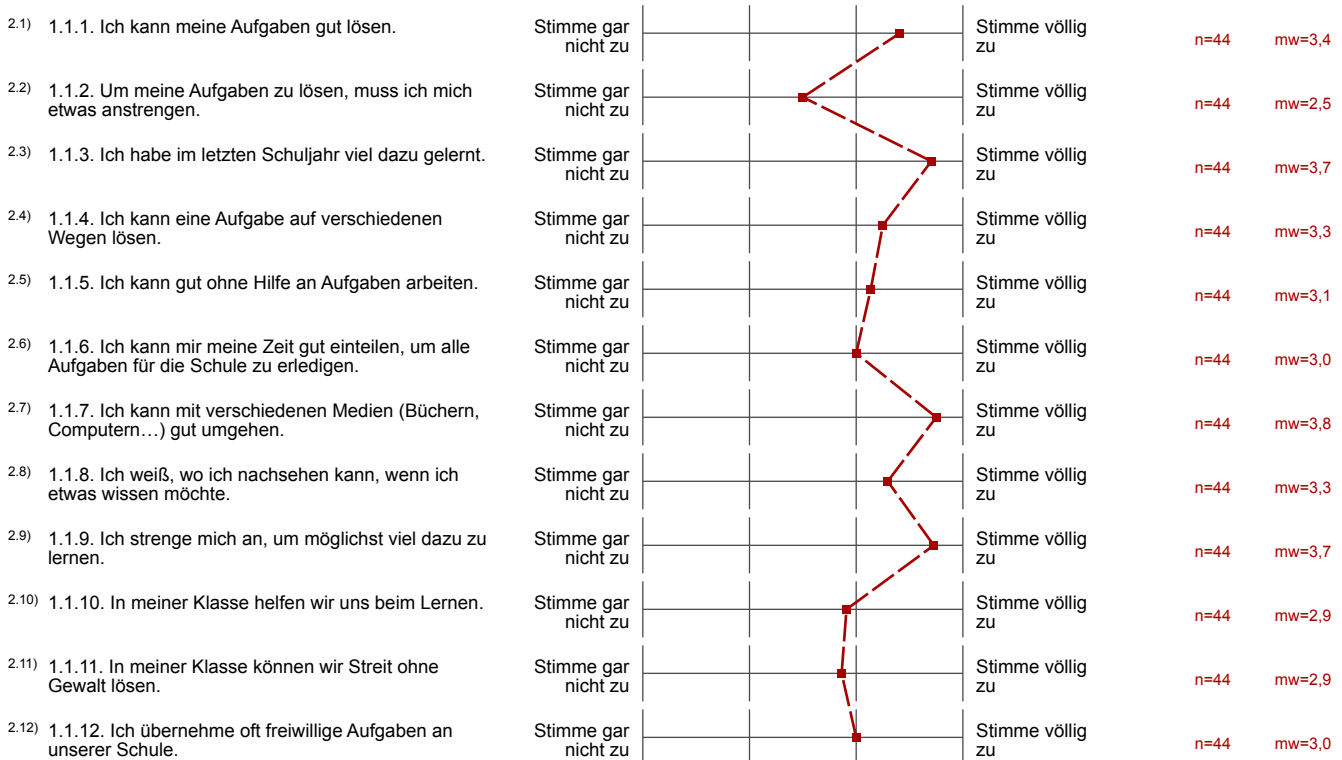 2.1) 1.1.1. Ich kann meine Aufgaben gut lösen. Stimme gar nicht zu Stimme völlig zu n=44 mw=3,4
2.2) 1.1.2. Um meine Aufgaben zu lösen, muss ich mich etwas anstrengen. Stimme gar nicht zu Stimme völlig zu n=44 mw=2,5
2.3) 1.1.3. Ich habe im letzten Schuljahr viel dazu gelernt. Stimme gar nicht zu Stimme völlig zu n=44 mw=3,7
2.4) 1.1.4. Ich kann eine Aufgabe auf verschiedenen Wegen lösen. Stimme gar nicht zu Stimme völlig zu n=44 mw=3,3
2.5) 1.1.5. Ich kann gut ohne Hilfe an Aufgaben arbeiten. Stimme gar nicht zu Stimme völlig zu n=44 mw=3,1
2.6) 1.1.6. Ich kann mir meine Zeit gut einteilen, um alle Aufgaben für die Schule zu erledigen. Stimme gar nicht zu Stimme völlig zu n=44 mw=3,0
2.7) 1.1.7. Ich kann mit verschiedenen Medien (Büchern, Computern…) gut umgehen. Stimme gar nicht zu Stimme völlig zu n=44 mw=3,8
2.8) 1.1.8. Ich weiß, wo ich nachsehen kann, wenn ich etwas wissen möchte. Stimme gar nicht zu Stimme völlig zu n=44 mw=3,3
2.9) 1.1.9. Ich strenge mich an, um möglichst viel dazu zu lernen. Stimme gar nicht zu Stimme völlig zu n=44 mw=3,7
2.10) 1.1.10. In meiner Klasse helfen wir uns beim Lernen. Stimme gar nicht zu Stimme völlig zu n=44 mw=2,9
2.11) 1.1.11. In meiner Klasse können wir Streit ohne Gewalt lösen. Stimme gar nicht zu Stimme völlig zu n=44 mw=2,9
2.12) 1.1.12. Ich übernehme oft freiwillige Aufgaben an unserer Schule. Stimme gar nicht zu Stimme völlig zu n=44 mw=3,0